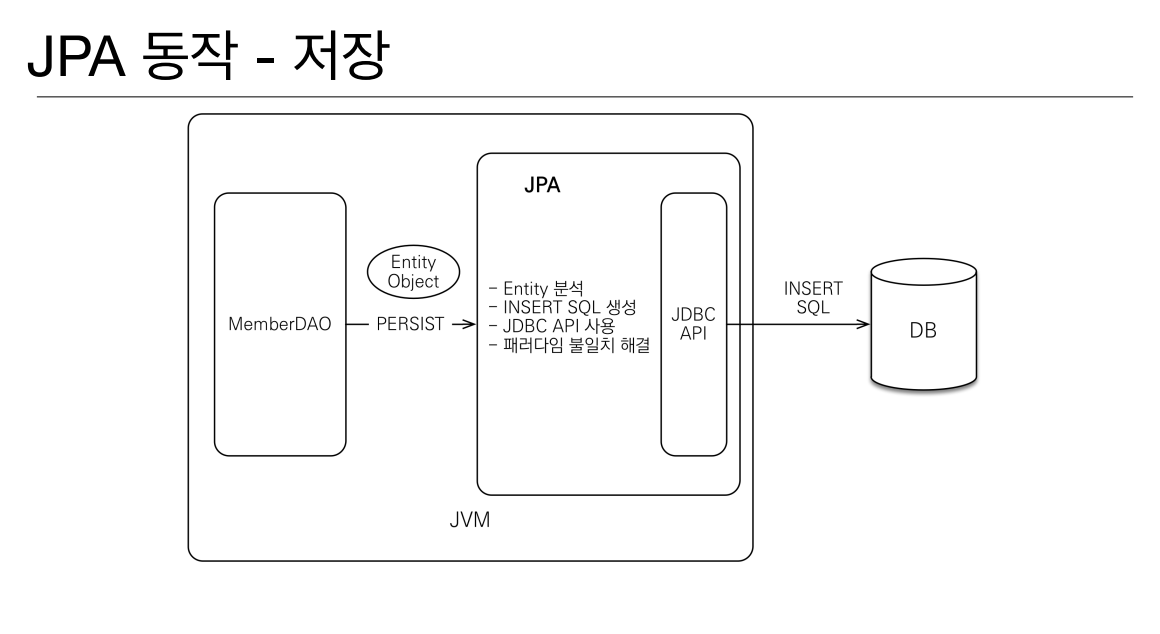 JPA 동작 - 저장
JPA
Entity
Object
MemberDAO
PERSIST
- Entity 분석
- INSERT SQL 생성
- JDBC API 사용
- 패러다임 불일치 해결
JDBC
API
INSERT
SQL
DB
JVM